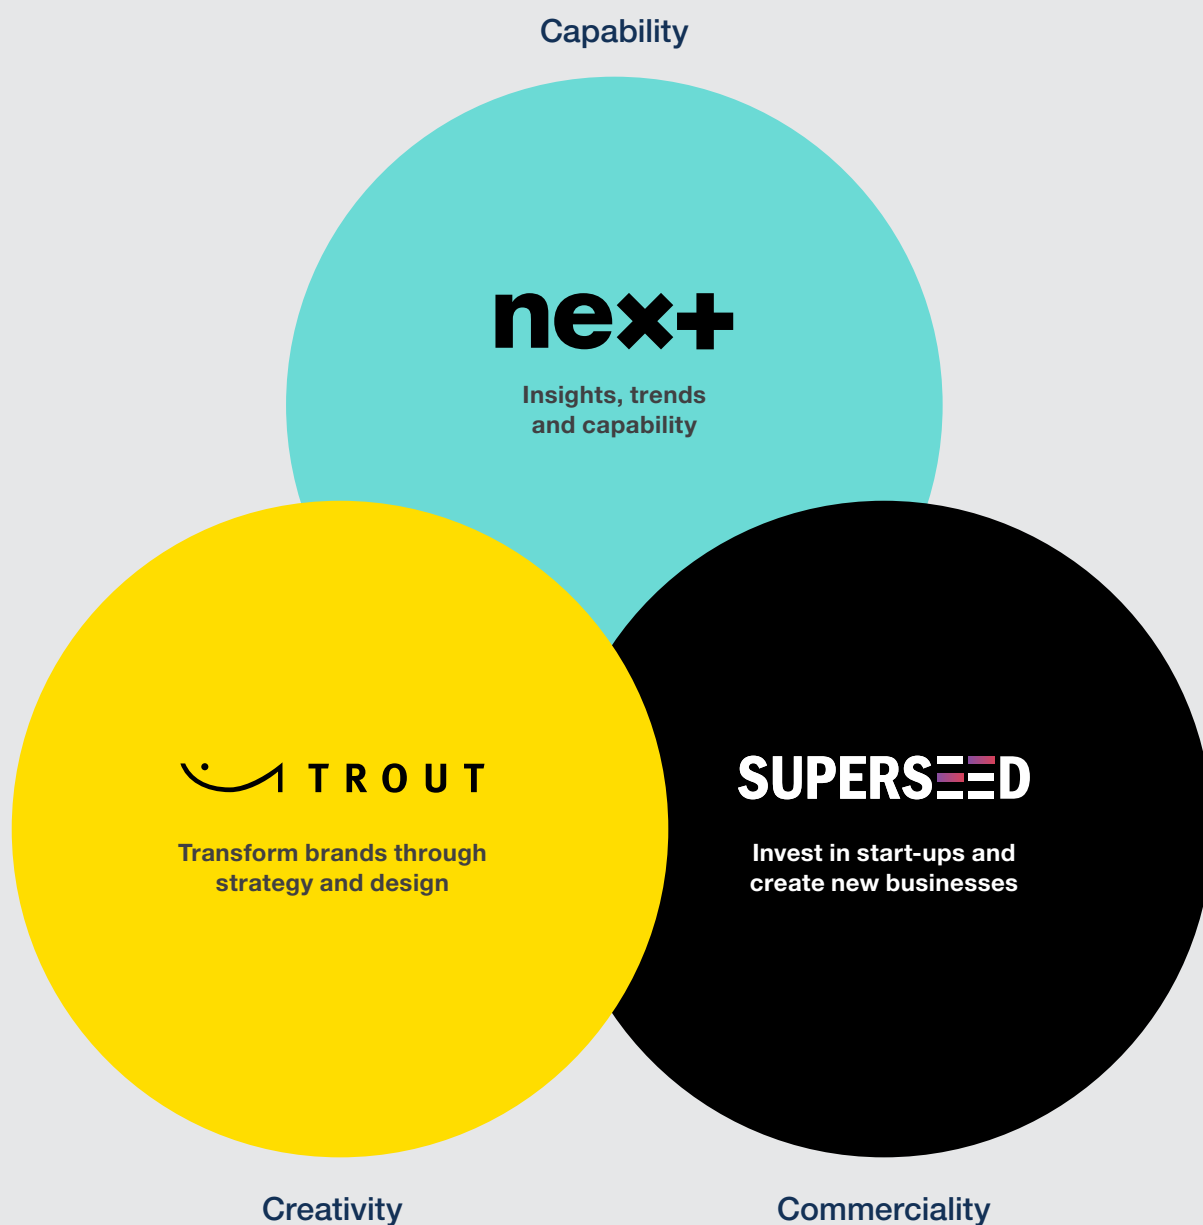 Capability
nex+
Insights, trends
and capability
TROUT
Transform brands through
strategy and design
SUPERSEED
Invest in start-ups and
create new businesses
Creativity
Commerciality